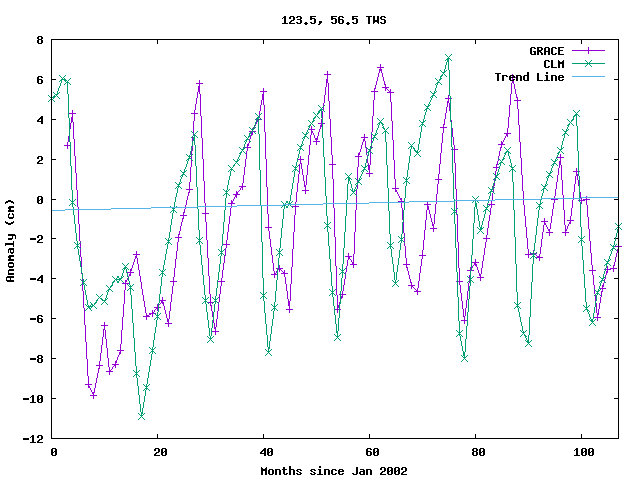 123.5, 56.5 TWS
GRACE
CLM
Trend Line
8
6
4
2
0
-2
-4
-6
-8
-10
-12
Anomaly (cm)
0 20 40 60 80 100
Months since Jan 2002